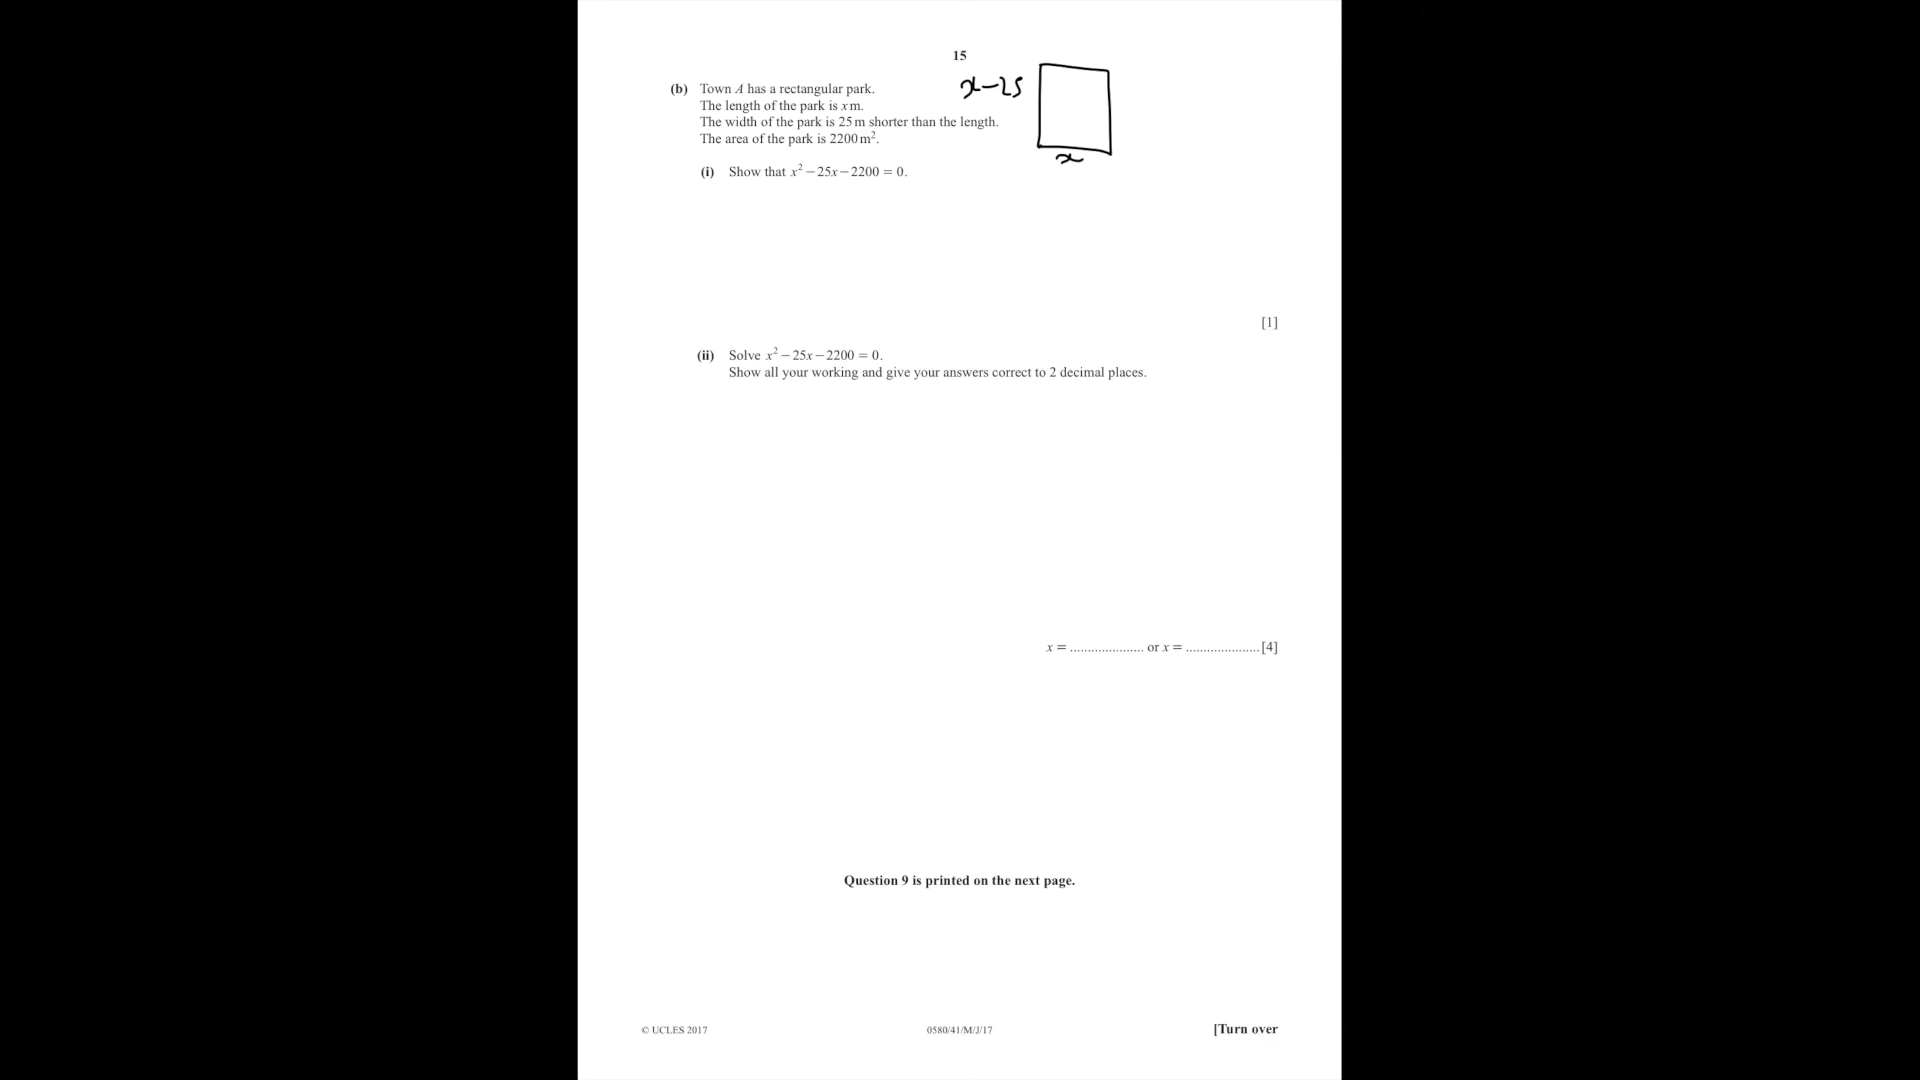 15
x-25
(b) Town A has a rectangular park.
The length of the park is x m.
The width of the park is 25 m shorter than the length.
The area of the park is 2200 m².
x
(i) Show that x² − 25x − 2200 = 0.
[1]
(ii) Solve x² − 25x − 2200 = 0.
Show all your working and give your answers correct to 2 decimal places.
x = ..................... or x = ..................... [4]
Question 9 is printed on the next page.
© UCLES 2017 0580/41/M/J/17 [Turn over